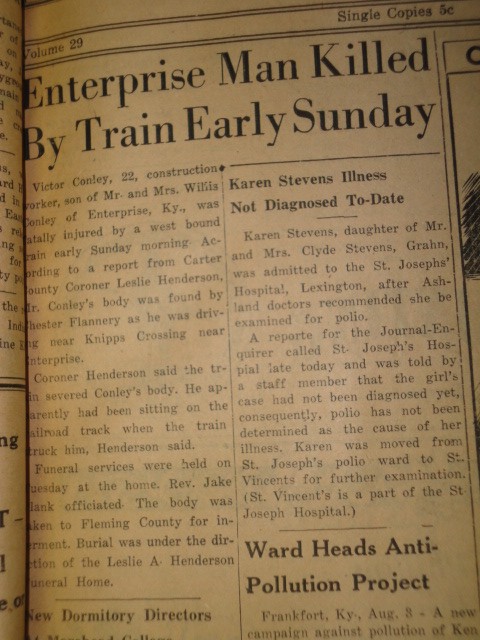 Single Copies 5c
Volume 29
Enterprise Man Killed
By Train Early Sunday
Victor Conley, 22, construction
worker, son of Mr. and Mrs. Willis
Conley of Enterprise, Ky., was
fatally injured by a west bound
train early Sunday morning. Ac-
cording to a report from Carter
County Coroner Leslie Henderson,
Mr. Conley's body was found by
Chester Flannery as he was driv-
ing near Knipps Crossing near
Enterprise.
Coroner Henderson said the tr-
ain severed Conley's body. He ap-
parently had been sitting on the
railroad track when the train
struck him, Henderson said.
Funeral services were held on
Tuesday at the home. Rev. Jake
officiated. The body was
taken to Fleming County for in-
terment. Burial was under the dir-
ection of the Leslie A. Henderson
Funeral Home.
New Dormitory Directors
At Morehead College
Karen Stevens Illness
Not Diagnosed To-Date
Karen Stevens, daughter of Mr.
and Mrs. Clyde Stevens, Grahn,
was admitted to the St. Josephs'
Hospital, Lexington, after Ash-
land doctors recommended she be
examined for polio.
A reporte for the Journal-En-
quirer called St. Joseph's Hos-
pial late today and was told by
a staff member that the girl's
case had not been diagnosed yet,
consequently, polio has not been
determined as the cause of her
illness. Karen was moved from
St. Joseph's polio ward to St.
Vincents for further examination.
(St. Vincent's is a part of the St.
Joseph Hospital.)
Ward Heads Anti-
Pollution Project
Frankfort, Ky., Aug. 3 - A new
campaign against pollution of Ken